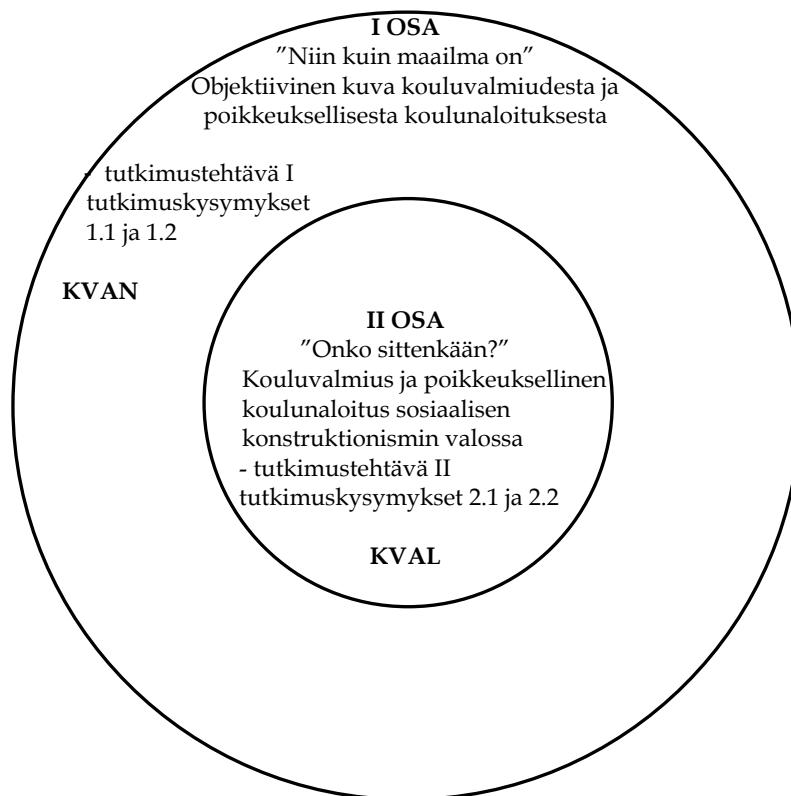 I OSA
”Niin kuin maailma on”
Objektiivinen kuva kouluvalmiudesta ja
poikkeuksellisesta koulunaloituksesta
- tutkimustehtävä I
tutkimuskysymykset
1.1 ja 1.2
KVAN
II OSA
”Onko sittenkään?”
Kouluvalmius ja poikkeuksellinen
koulunaloitus sosiaalisen
konstruktionismin valossa
- tutkimustehtävä II
tutkimuskysymykset 2.1 ja 2.2
KVAL